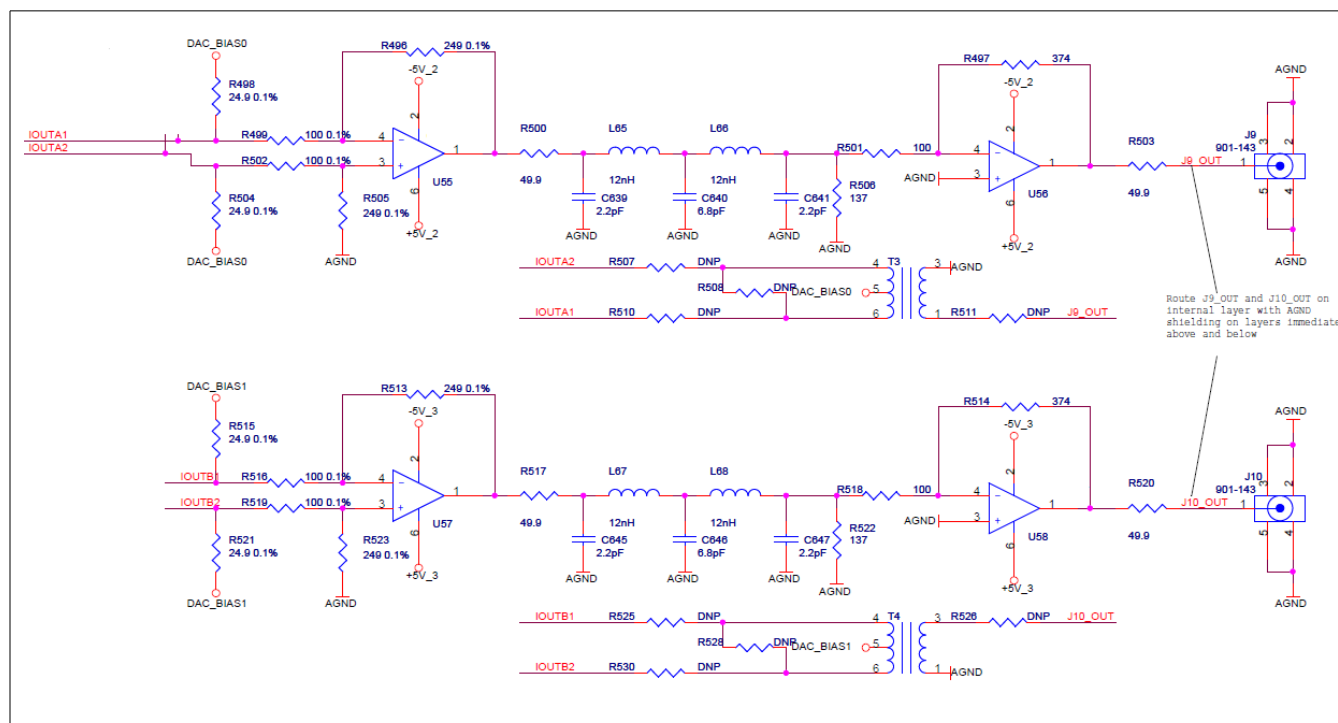 DAC_BIAS0
R498
24.9 0.1%
R496 249 0.1%
-5V_2
2
IOUTA1
IOUTA2
R499 100 0.1%
R502 100 0.1%
4
3
1
6
U55
+5V_2
R504
24.9 0.1%
DAC_BIAS0
R505
249 0.1%
AGND
R500
49.9
L65
12nH
L66
12nH
C639
2.2pF
AGND
C640
6.8pF
AGND
C641
2.2pF
AGND
R501 100
R506
137
AGND
R497 374
-5V_2
2
4
AGND 3
1
6
U56
+5V_2
R503
49.9
J9_OUT
AGND
J9
901-143
3 2
1
5 4
AGND
IOUTA2 R507 DNP
R508 DNP
IOUTA1 R510 DNP
DAC_BIAS0 5
4 T3 3 AGND
6 1
R511 DNP J9_OUT
Route J9_OUT and J10_OUT on
internal layer with AGND
shielding on layers immediate
above and below
DAC_BIAS1
R515
24.9 0.1%
R513 249 0.1%
-5V_3
2
IOUTB1 R516 100 0.1%
IOUTB2 R519 100 0.1%
4
3
1
6
U57
+5V_3
R521
24.9 0.1%
DAC_BIAS1
R523
249 0.1%
AGND
R517
49.9
L67
12nH
L68
12nH
C645
2.2pF
AGND
C646
6.8pF
AGND
C647
2.2pF
AGND
R518 100
R522
137
AGND
R514 374
-5V_3
2
4
AGND 3
1
6
U58
+5V_3
R520
49.9
J10_OUT
AGND
J10
901-143
3 2
1
5 4
AGND
IOUTB1 R525 DNP
R528 DNP
IOUTB2 R530 DNP
DAC_BIAS1 5
4 T4 3
6 1 AGND
R526 DNP J10_OUT